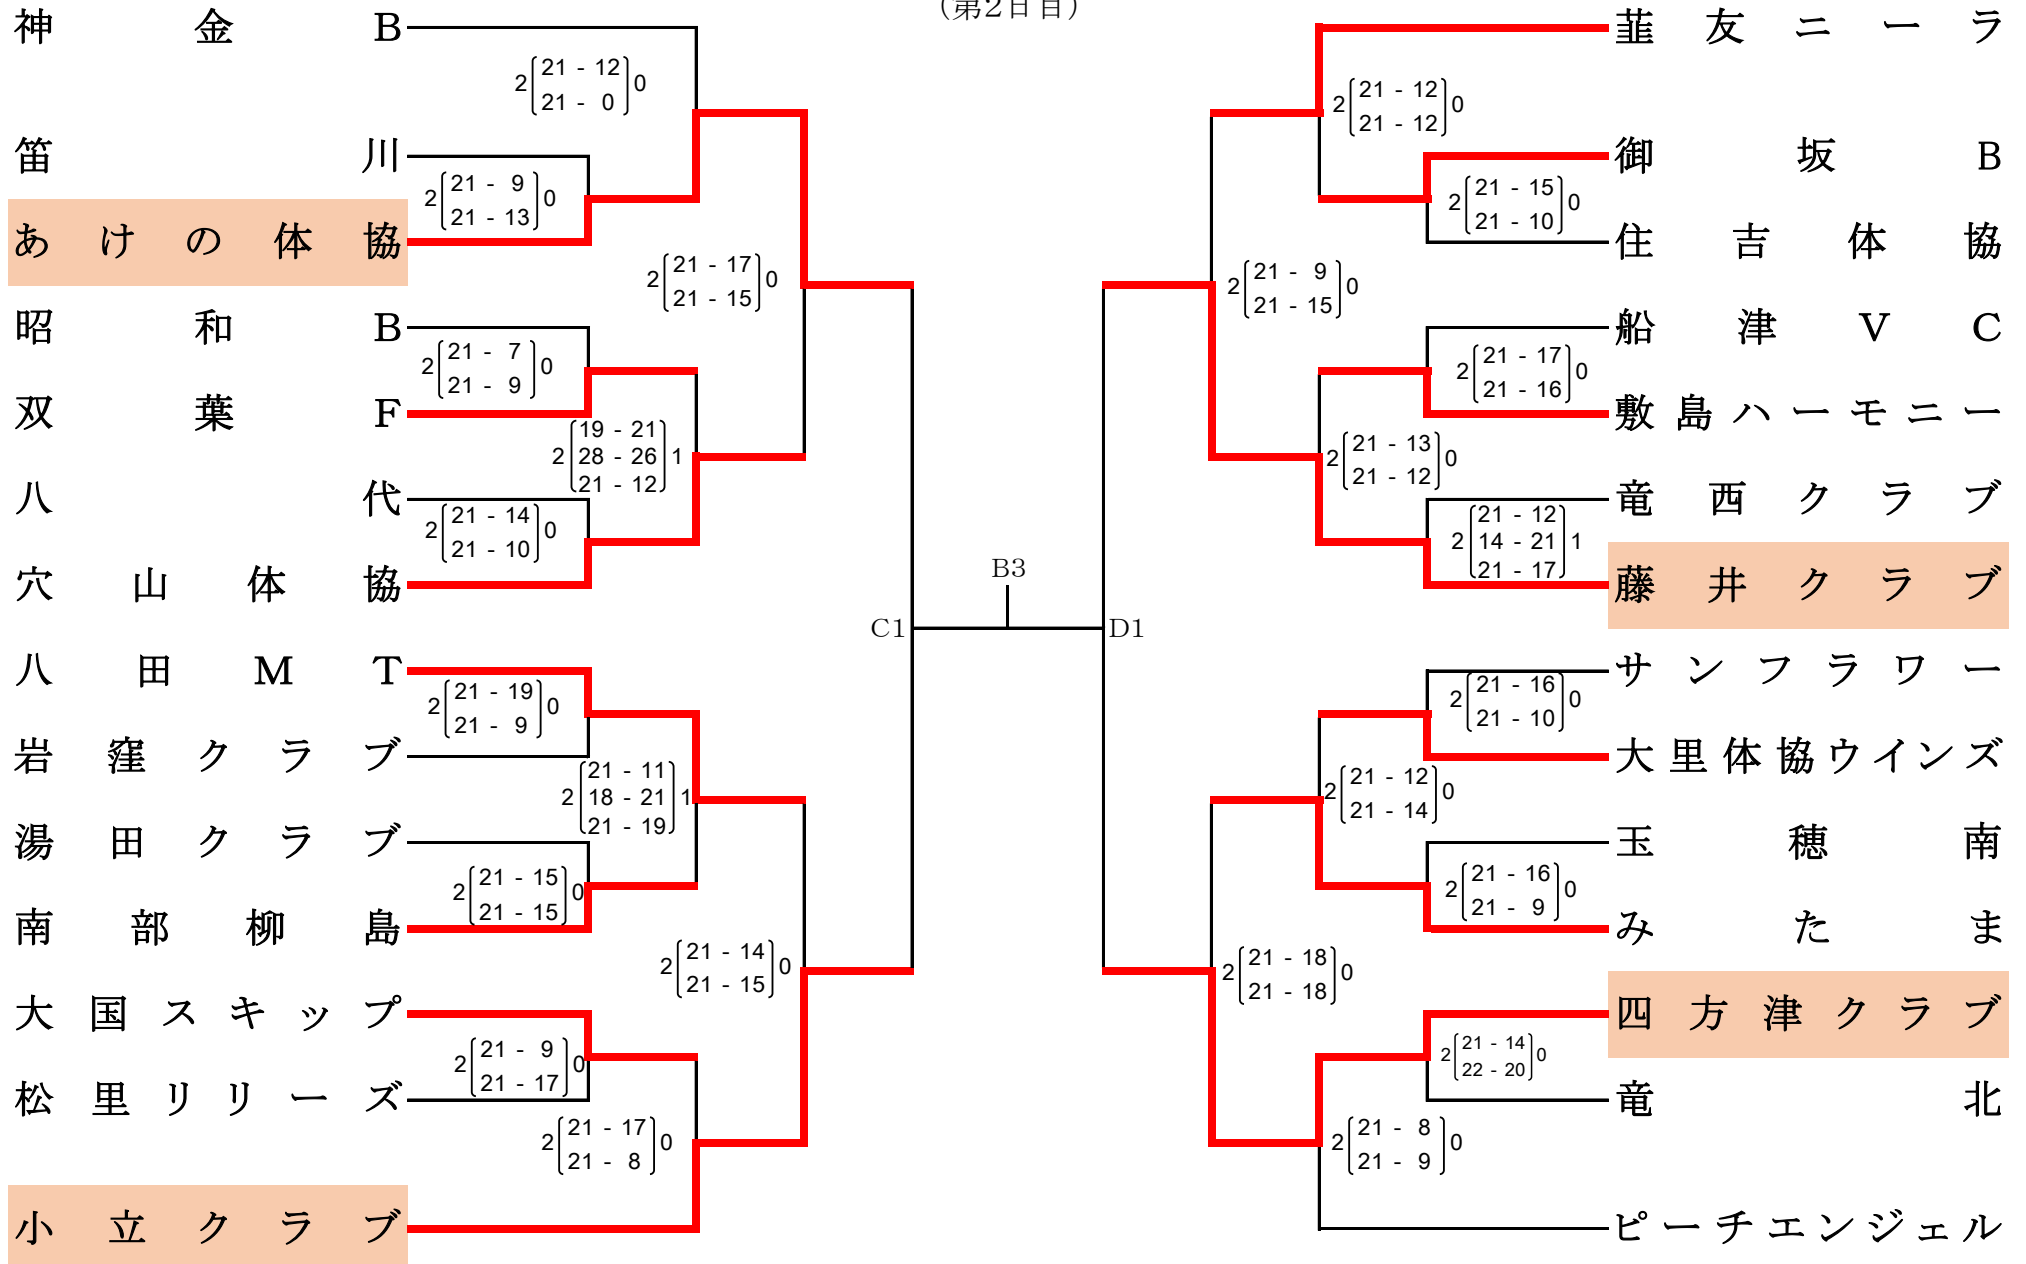 (第2日目)
神金B
2 21 - 12 0
21 - 0
笛川
2 21 - 9 0
21 - 13
あけの体協
2 21 - 17 0
21 - 15
昭和B
2 21 - 7 0
21 - 9
双葉F
19 - 21
2 28 - 26 1
21 - 12
八代
2 21 - 14 0
21 - 10
穴山体協
八田MT
2 21 - 19 0
21 - 9
岩窪クラブ
21 - 11
2 18 - 21 1
21 - 19
湯田クラブ
2 21 - 15 0
21 - 15
南部柳島
2 21 - 14 0
21 - 15
大国スキップ
2 21 - 9 0
21 - 17
松里リリーズ
2 21 - 17 0
21 - 8
小立クラブ
C1
B3
D1
韮友ニーラ
2 21 - 12 0
21 - 12
御坂B
2 21 - 15 0
21 - 10
住吉体協
2 21 - 9 0
21 - 15
船津VC
2 21 - 17 0
21 - 16
敷島ハーモニー
2 21 - 13 0
21 - 12
竜西クラブ
21 - 12
2 14 - 21 1
21 - 17
藤井クラブ
サンフラワー
2 21 - 16 0
21 - 10
大里体協ウインズ
2 21 - 12 0
21 - 14
玉穂南
2 21 - 16 0
21 - 9
みたま
2 21 - 18 0
21 - 18
四方津クラブ
2 21 - 14 0
22 - 20
竜北
2 21 - 8 0
21 - 9
ピーチエンジェル